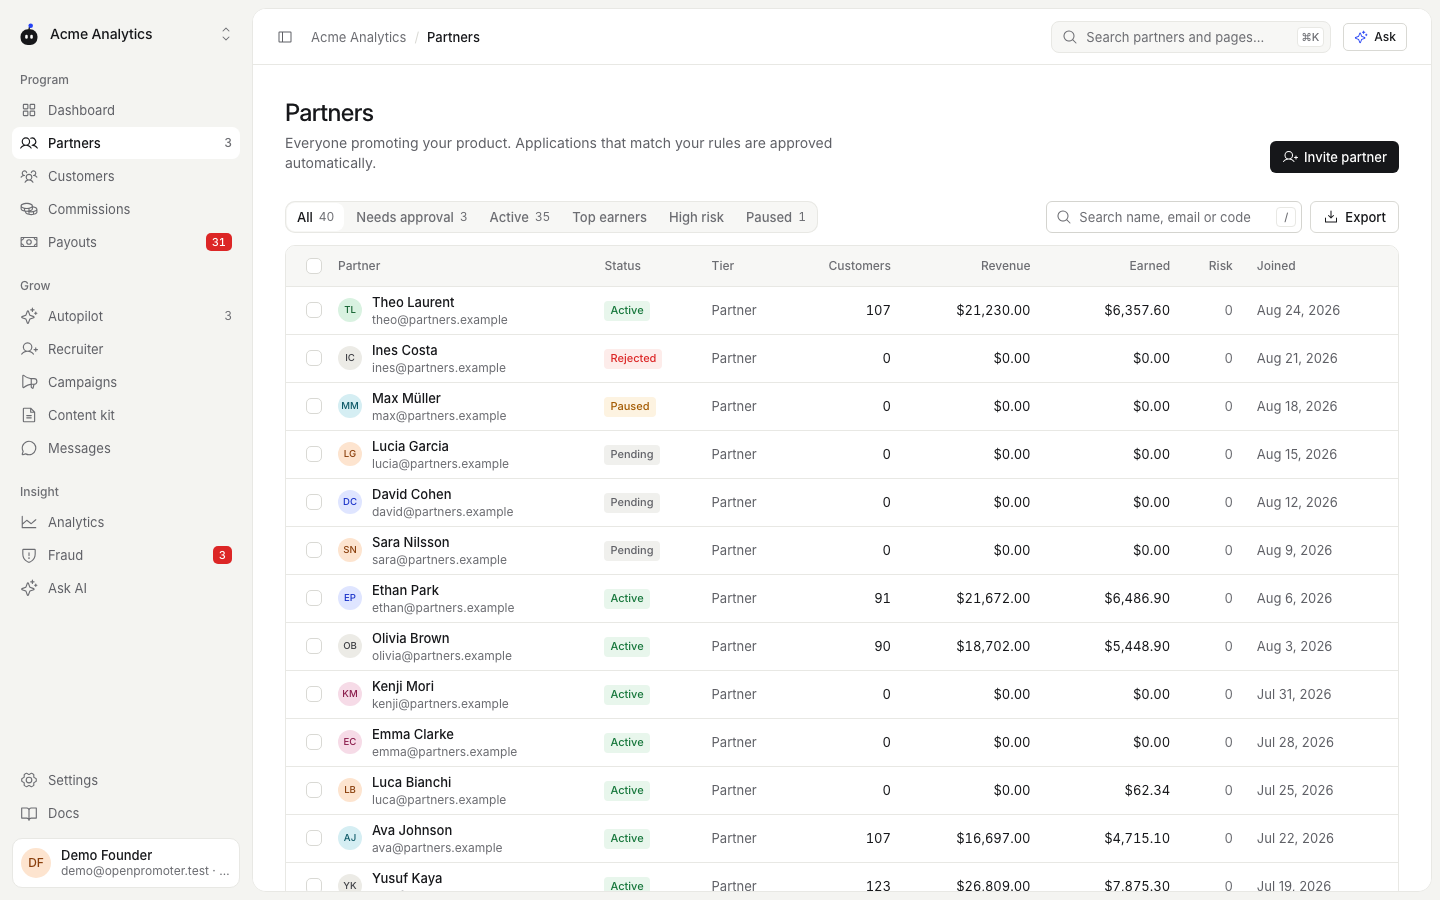 Acme Analytics
Program
Dashboard
Partners 3
Customers
Commissions
Payouts 31
Grow
Autopilot 3
Recruiter
Campaigns
Content kit
Messages
Insight
Analytics
Fraud 3
Ask AI
Settings
Docs
DF Demo Founder
demo@openpromoter.test · ...
Acme Analytics / Partners
Search partners and pages... ⌘K
Ask
Partners
Everyone promoting your product. Applications that match your rules are approved
automatically.
Invite partner
All 40 Needs approval 3 Active 35 Top earners High risk Paused 1
Search name, email or code /
Export
Partner Status Tier Customers Revenue Earned Risk Joined
TL Theo Laurent Active Partner 107 $21,230.00 $6,357.60 0 Aug 24, 2026
theo@partners.example
IC Ines Costa Rejected Partner 0 $0.00 $0.00 0 Aug 21, 2026
ines@partners.example
MM Max Müller Paused Partner 0 $0.00 $0.00 0 Aug 18, 2026
max@partners.example
LG Lucia Garcia Pending Partner 0 $0.00 $0.00 0 Aug 15, 2026
lucia@partners.example
DC David Cohen Pending Partner 0 $0.00 $0.00 0 Aug 12, 2026
david@partners.example
SN Sara Nilsson Pending Partner 0 $0.00 $0.00 0 Aug 9, 2026
sara@partners.example
EP Ethan Park Active Partner 91 $21,672.00 $6,486.90 0 Aug 6, 2026
ethan@partners.example
OB Olivia Brown Active Partner 90 $18,702.00 $5,448.90 0 Aug 3, 2026
olivia@partners.example
KM Kenji Mori Active Partner 0 $0.00 $0.00 0 Jul 31, 2026
kenji@partners.example
EC Emma Clarke Active Partner 0 $0.00 $0.00 0 Jul 28, 2026
emma@partners.example
LB Luca Bianchi Active Partner 0 $0.00 $62.34 0 Jul 25, 2026
luca@partners.example
AJ Ava Johnson Active Partner 107 $16,697.00 $4,715.10 0 Jul 22, 2026
ava@partners.example
YK Yusuf Kaya Active Partner 123 $26,809.00 $7,875.30 0 Jul 19, 2026